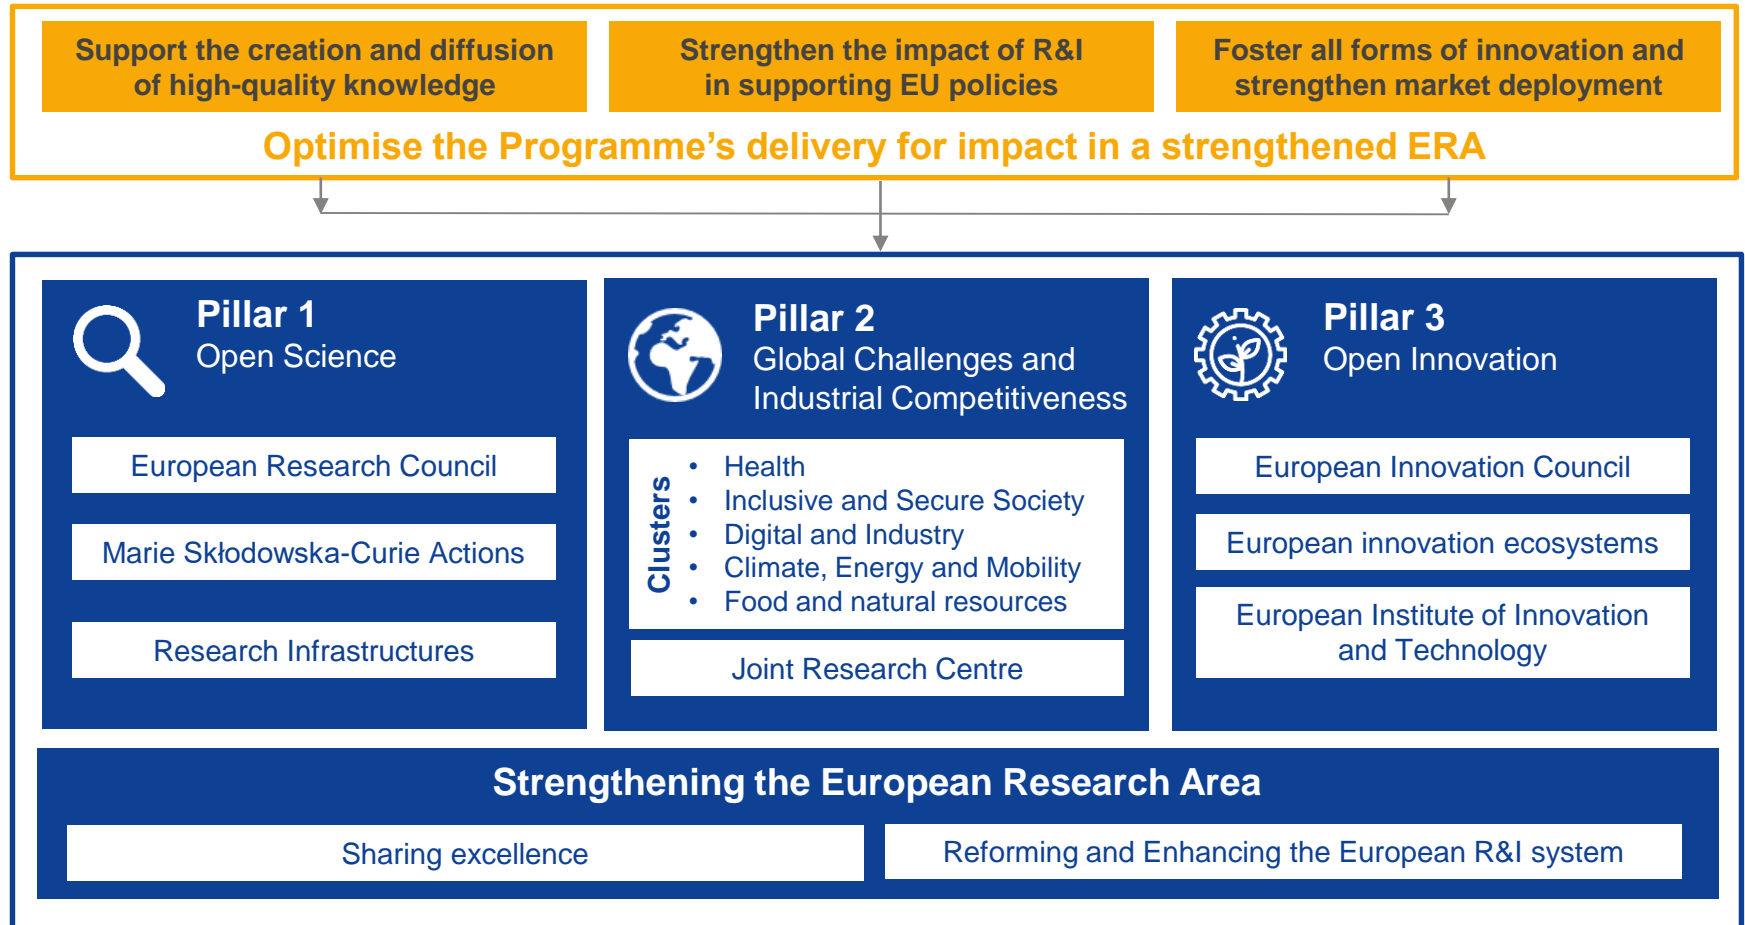 Support the creation and diffusion
of high-quality knowledge
Strengthen the impact of R&I
in supporting EU policies
Foster all forms of innovation and
strengthen market deployment
Optimise the Programme’s delivery for impact in a strengthened ERA
Pillar 1
Open Science
European Research Council
Marie Skłodowska-Curie Actions
Research Infrastructures
Pillar 2
Global Challenges and
Industrial Competitiveness
Clusters
• Health
• Inclusive and Secure Society
• Digital and Industry
• Climate, Energy and Mobility
• Food and natural resources
Joint Research Centre
Pillar 3
Open Innovation
European Innovation Council
European innovation ecosystems
European Institute of Innovation
and Technology
Strengthening the European Research Area
Sharing excellence
Reforming and Enhancing the European R&I system